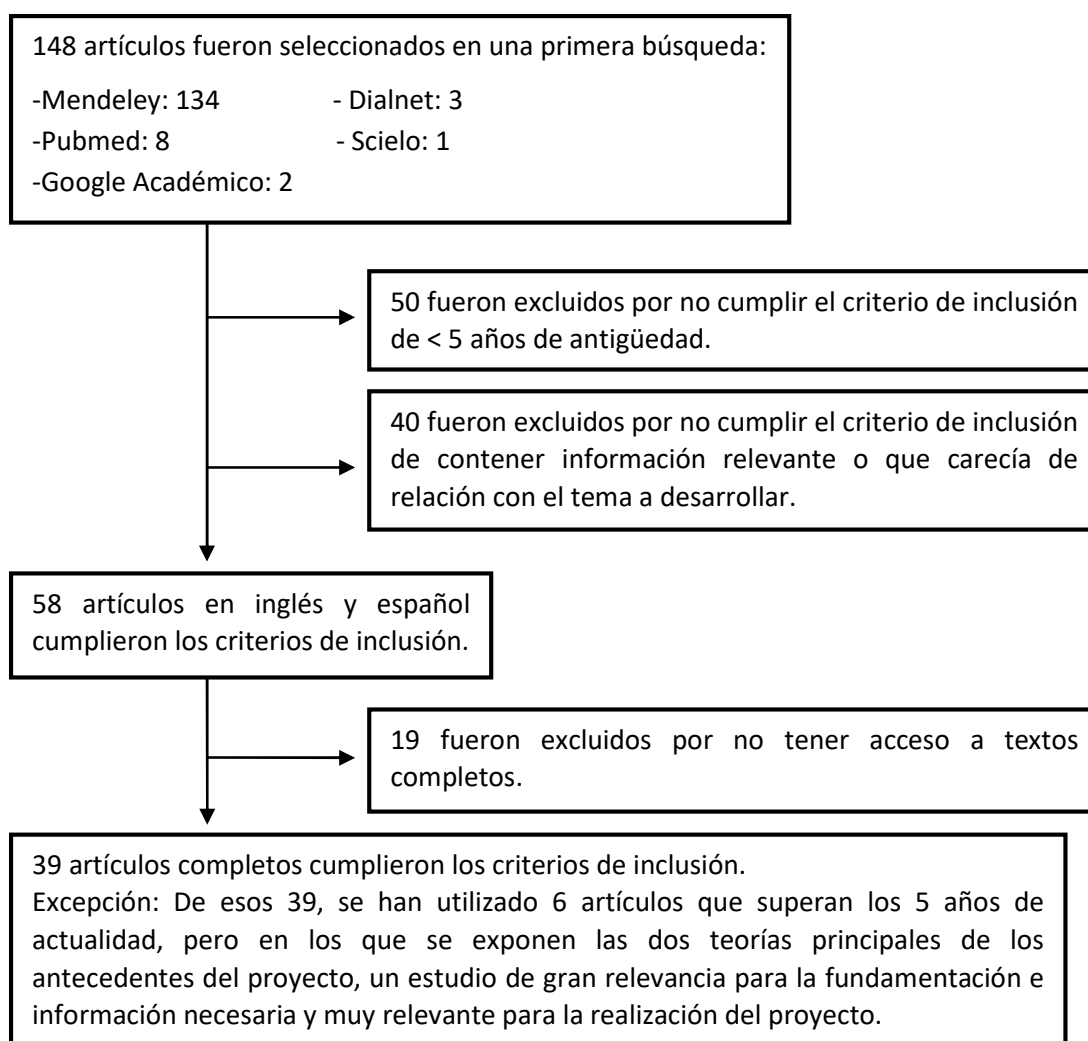 148 artículos fueron seleccionados en una primera búsqueda:
-Mendeley: 134 - Dialnet: 3
-Pubmed: 8 - Scielo: 1
-Google Académico: 2
50 fueron excluidos por no cumplir el criterio de inclusión
de < 5 años de antigüedad.
40 fueron excluidos por no cumplir el criterio de inclusión
de contener información relevante o que carecía de
relación con el tema a desarrollar.
58 artículos en inglés y español
cumplieron los criterios de inclusión.
19 fueron excluidos por no tener acceso a textos
completos.
39 artículos completos cumplieron los criterios de inclusión.
Excepción: De esos 39, se han utilizado 6 artículos que superan los 5 años de
actualidad, pero en los que se exponen las dos teorías principales de los
antecedentes del proyecto, un estudio de gran relevancia para la fundamentación e
información necesaria y muy relevante para la realización del proyecto.